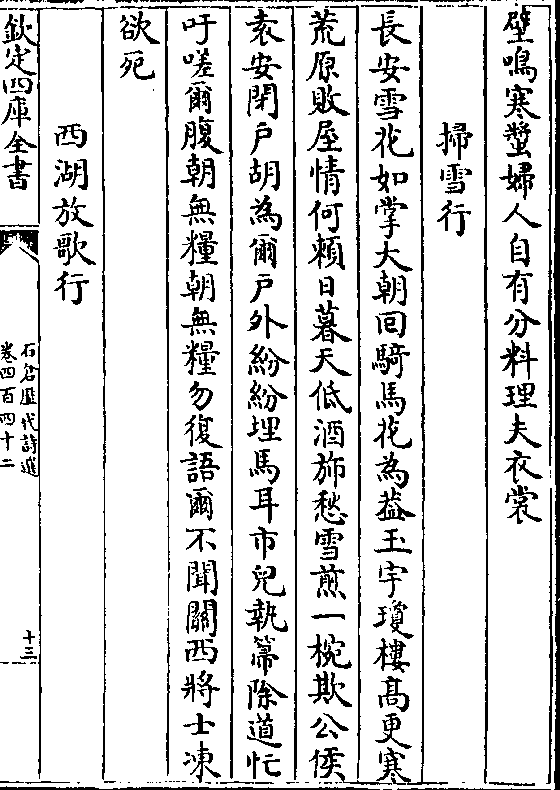 壁鳴寒螿婦人自有分料理夫衣裳
掃雪行
長安雪花如掌大朝回騎馬花為葢玉宇瓊樓髙更寒
荒原敗屋情何頼日暮天低酒斾愁雪煎一椀欺公侯
袁安閉戸胡為爾戸外紛紛埋馬耳市兒執箒除道忙
吁嗟爾腹朝無糧朝無糧勿復語爾不聞關西將士凍
欲死
西湖放歌行
欽定四庫全書
石倉歴代詩選
卷四百四十二
十三